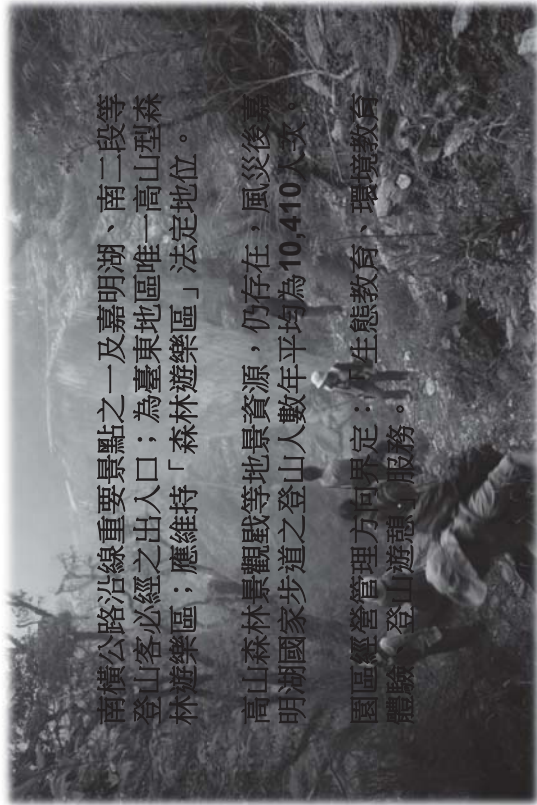 南橫公路沿線重要景點之一及嘉明湖、南二段等
登山客必經之出入口；為臺東地區唯一高山型森
林遊樂區；應維持「森林遊樂區」法定地位。
高山森林景觀戥等地景資源，仍存在，風災後嘉
明湖國家步道之登山人數年平均為10,410人次。
園區經營管理方向界定：「生態教育、環境教育
體驗、登山遊憩」服務。